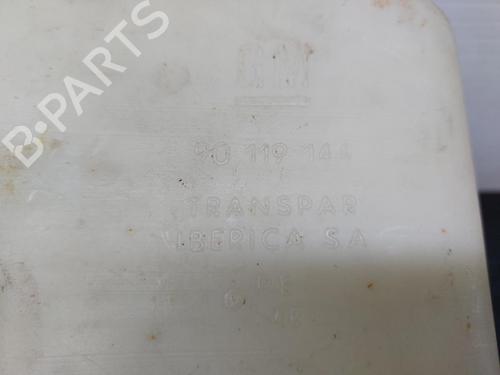 GM
90 119 144
TRANSPAR
IBERICA SA
B-PARTS